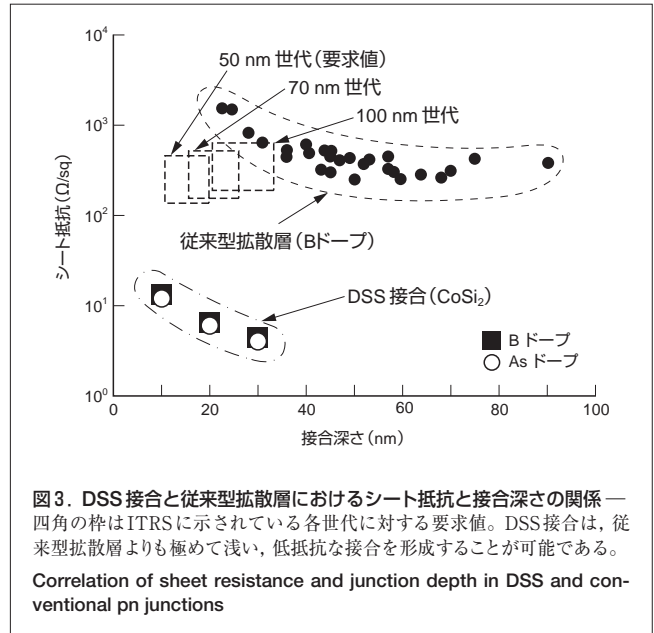 10⁴
10³
10²
10¹
10⁰
シート抵抗(Ω/sq)
50 nm 世代(要求値)
70 nm 世代
100 nm 世代
従来型拡散層(Bドープ)
DSS 接合(CoSi₂)
B ドープ
As ドープ
0 20 40 60 80 100
接合深さ(nm)
図3. DSS 接合と従来型拡散層におけるシート抵抗と接合深さの関係 —
四角の枠はITRSに示されている各世代に対する要求値。DSS接合は,従
来型拡散層よりも極めて浅い,低抵抗な接合を形成することが可能である。
Correlation of sheet resistance and junction depth in DSS and con-
ventional pn junctions